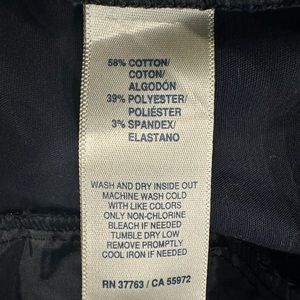 58% COTTON/
COTON/
ALGODÓN
39% POLYESTER/
POLIÉSTER
3% SPANDEX/
ELASTANO
WASH AND DRY INSIDE OUT
MACHINE WASH COLD
WITH LIKE COLORS
ONLY NON-CHLORINE
BLEACH IF NEEDED
TUMBLE DRY LOW
REMOVE PROMPTLY
COOL IRON IF NEEDED
RN 37763 / CA 55972